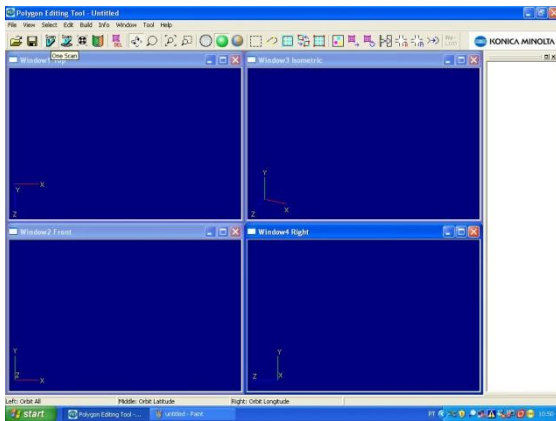 Polygon Editing Tool - Untitled
File View Select Edit Build Info Window Tool Help
KONICA MINOLTA
One Scan
Window1 Top
Window3 Isometric
Y X
Z
Y
Z X
Window2 Front
Window4 Right
Y
Z X
Y
Z X
Left: Orbit All Middle: Orbit Latitude Right: Orbit Longitude
start Polygon Editing Tool -... untitled - Paint PT